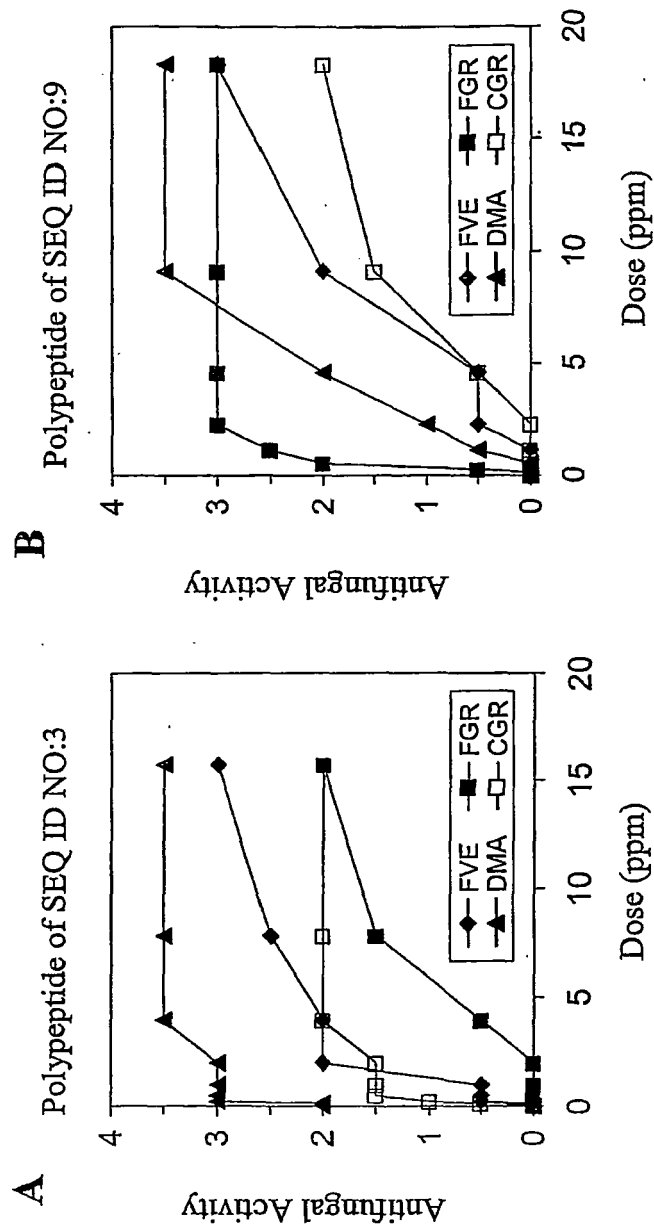 A
Polypeptide of SEQ ID NO:3
Antifungal Activity
4
3
2
1
0
0
5
10
15
20
Dose (ppm)
FVE
FGR
DMA
CGR
B
Polypeptide of SEQ ID NO:9
Antifungal Activity
4
3
2
1
0
0
5
10
15
20
Dose (ppm)
FVE
FGR
DMA
CGR